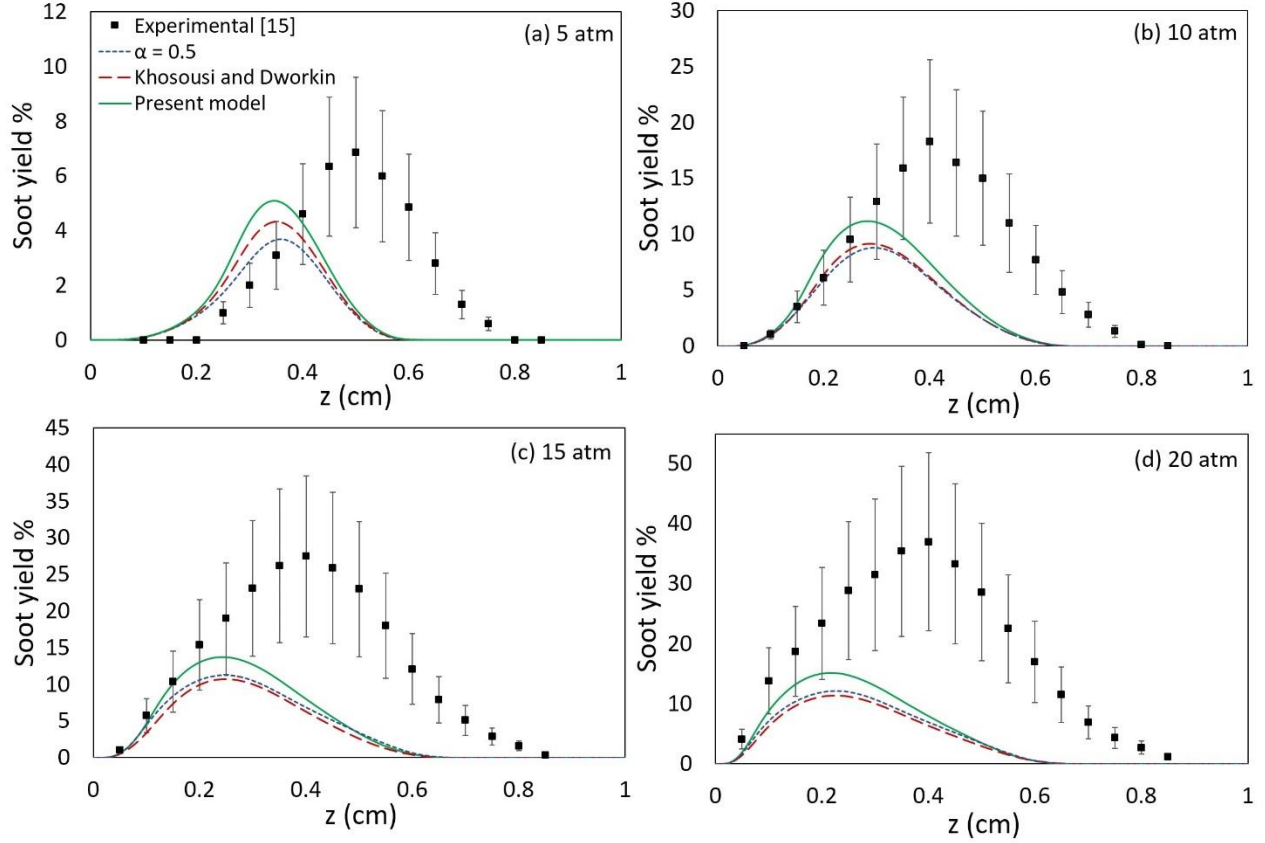 12
10
8
6
4
2
0
Soot yield %
Experimental [15]
α = 0.5
Khosousi and Dworkin
Present model
(a) 5 atm
0 0.2 0.4 0.6 0.8 1
z (cm)
30
25
20
15
10
5
0
Soot yield %
(b) 10 atm
0 0.2 0.4 0.6 0.8 1
z (cm)
45
40
35
30
25
20
15
10
5
0
Soot yield %
(c) 15 atm
0 0.2 0.4 0.6 0.8 1
z (cm)
50
40
30
20
10
0
Soot yield %
(d) 20 atm
0 0.2 0.4 0.6 0.8 1
z (cm)